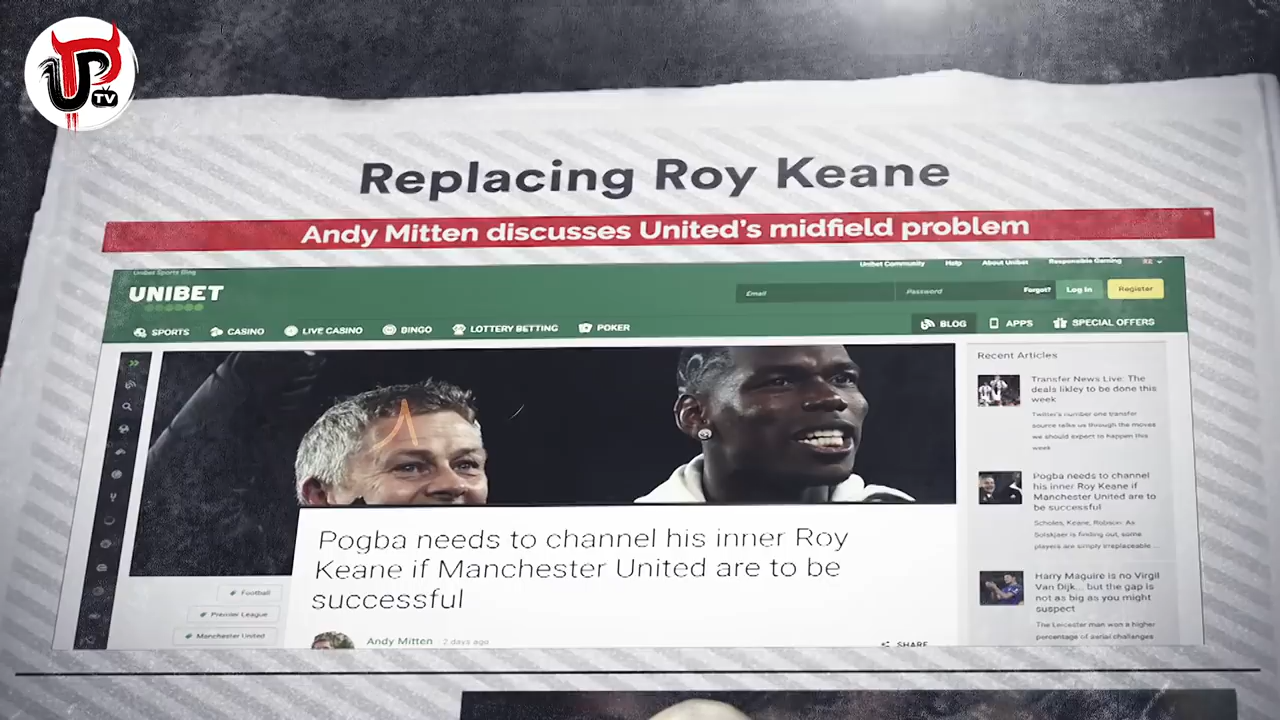 UP
TV
Replacing Roy Keane
Andy Mitten discusses United's midfield problem
Unibet Sports Blog
Unibet Community Help About Unibet Responsible Gaming
UNIBET
Email Password Forgot? Log In Register
SPORTS CASINO LIVE CASINO BINGO LOTTERY BETTING POKER BLOG APPS SPECIAL OFFERS
Recent Articles
Transfer News Live: The
deals likley to be done this
week
Twitter's number one transfer
source talks us through the moves
we should expect to happen this
week
Pogba needs to channel
his inner Roy Keane if
Manchester United are to be
successful
Scholes, Keane, Robson: As
Solskjaer is finding out, some
players are simply irreplaceable ...
Harry Maguire is no Virgil
Van Dijk... but the gap is
not as big as you might
suspect
The Leicester man won a higher
percentage of aerial challenges
Pogba needs to channel his inner Roy
Keane if Manchester United are to be
successful
Football
Premier League
Manchester United
Andy Mitten 2 days ago
SHARE